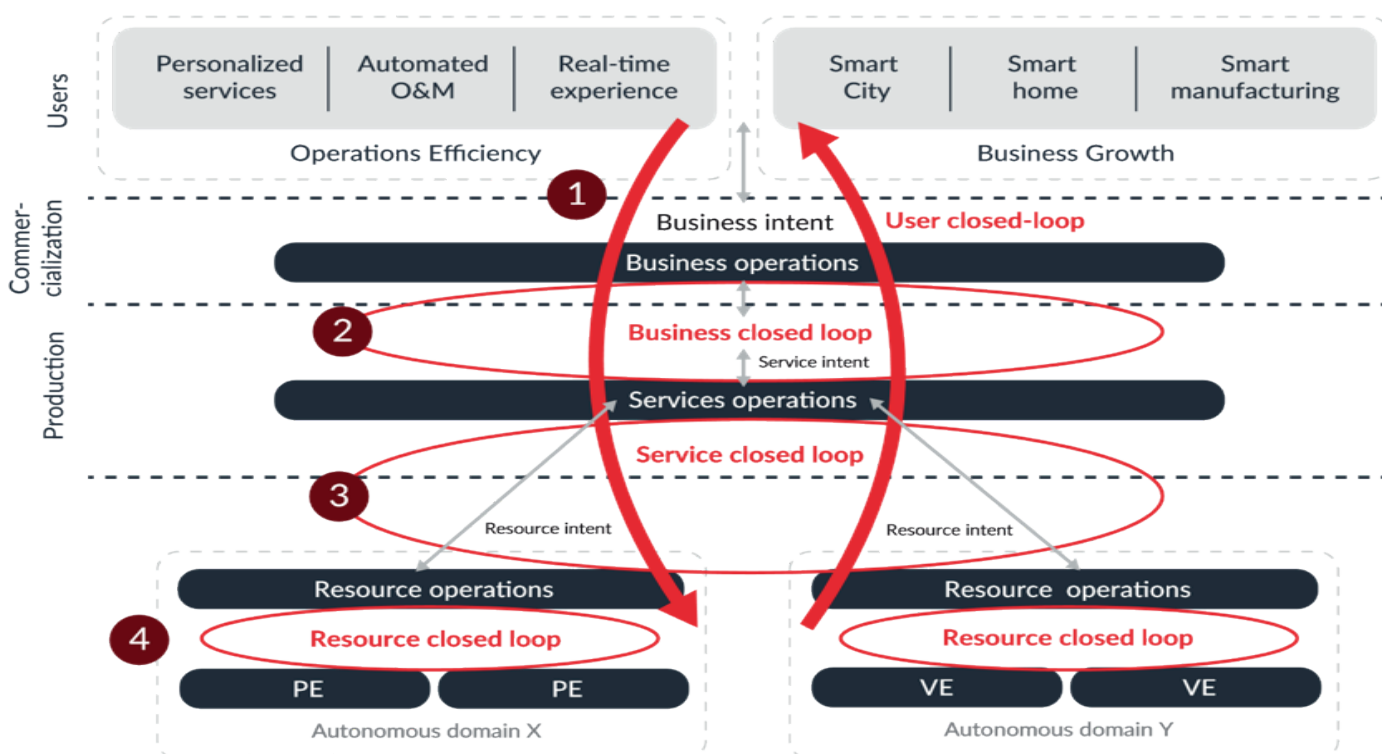 Users
Personalized
services
Automated
O&M
Real-time
experience
Operations Efficiency
Smart
City
Smart
home
Smart
manufacturing
Business Growth
1
Commer-
cialization
Business intent
User closed-loop
Business operations
Production
2
Business closed loop
Service intent
Services operations
Service closed loop
3
Resource intent
Resource intent
Resource operations
Resource operations
4
Resource closed loop
Resource closed loop
PE
PE
VE
VE
Autonomous domain X
Autonomous domain Y